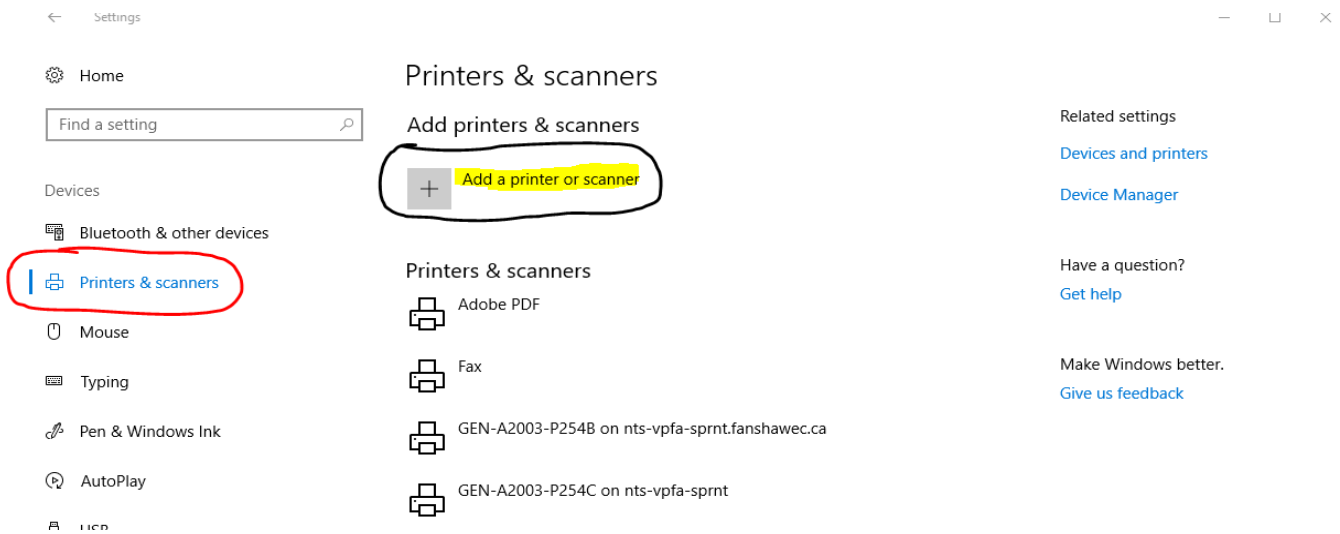 Settings
Home
Find a setting
Devices
Bluetooth & other devices
Printers & scanners
Mouse
Typing
Pen & Windows Ink
AutoPlay
USB
Printers & scanners
Add printers & scanners
Add a printer or scanner
Printers & scanners
Adobe PDF
Fax
GEN-A2003-P254B on nts-vpfa-sprnt.fanshawec.ca
GEN-A2003-P254C on nts-vpfa-sprnt
Related settings
Devices and printers
Device Manager
Have a question?
Get help
Make Windows better.
Give us feedback